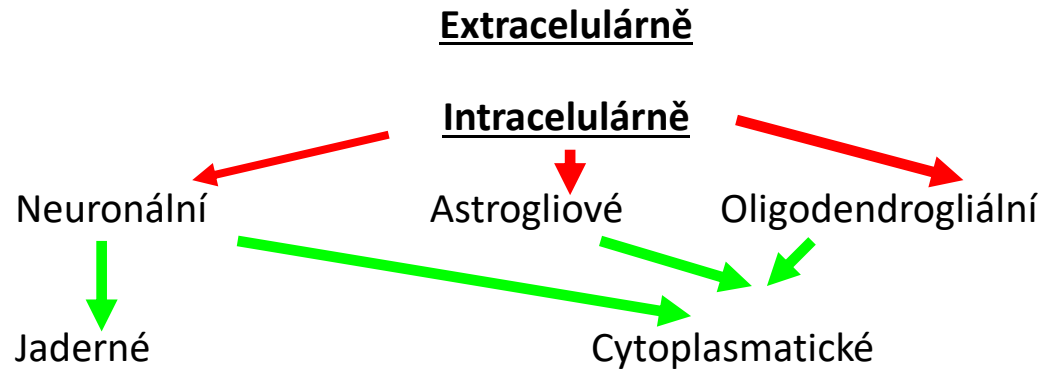 Extracelulárně
Intracelulárně
Neuronální Astrogliové Oligodendrogliální
Jaderné Cytoplasmatické